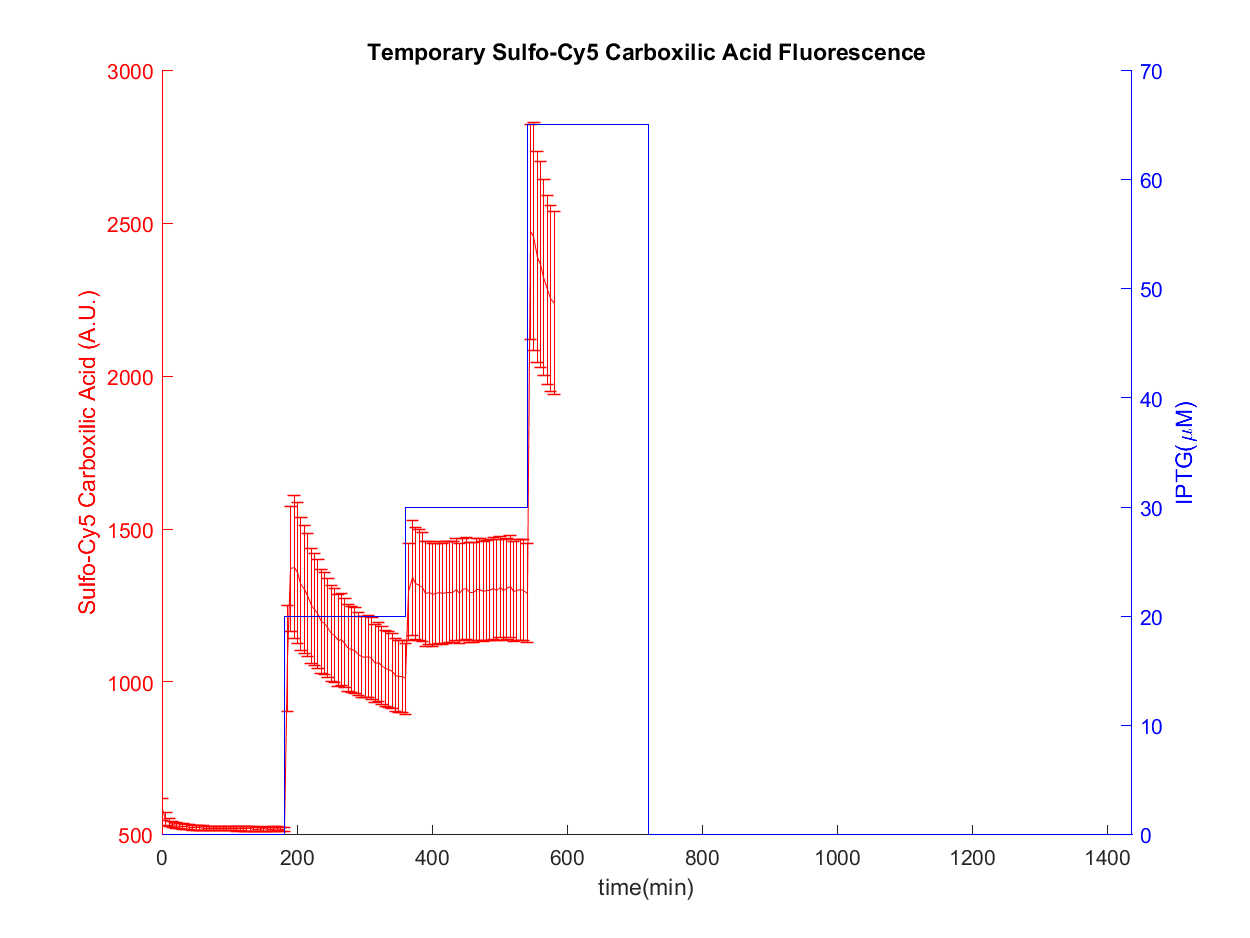 Temporary Sulfo-Cy5 Carboxilic Acid Fluorescence
3000
2500
2000
1500
1000
500
Sulfo-Cy5 Carboxilic Acid (A.U.)
70
60
50
40
30
20
10
0
IPTG(μM)
0 200 400 600 800 1000 1200 1400
time(min)